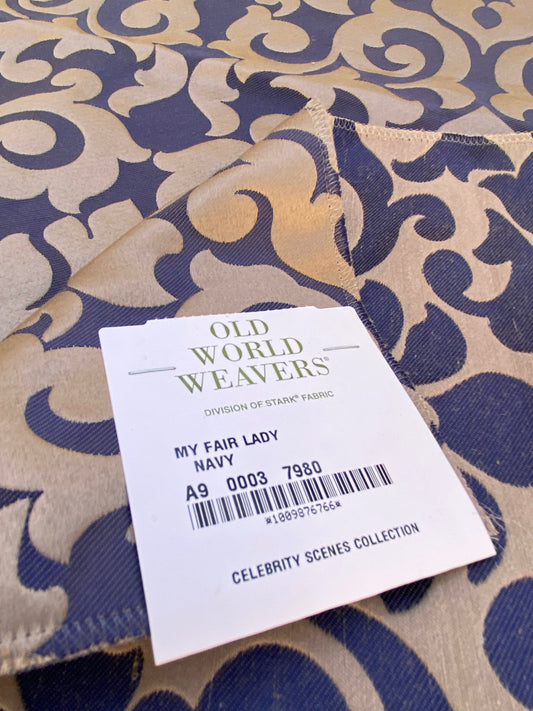 OLD
WORLD
WEAVERS®
DIVISION OF STARK® FABRIC
MY FAIR LADY
NAVY
A9 0003 7980
*1009876766*
CELEBRITY SCENES COLLECTION